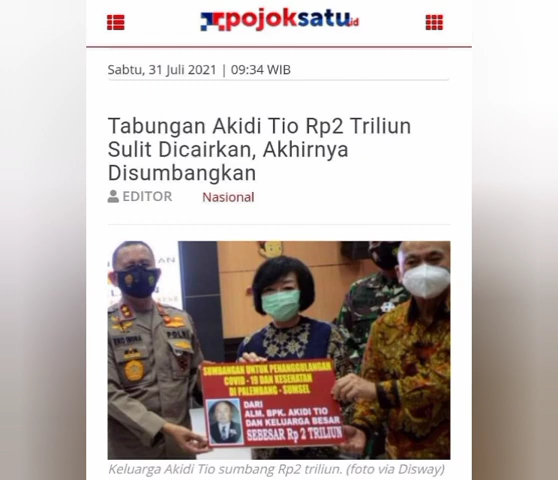 pojoksatu.id
Sabtu, 31 Juli 2021 | 09:34 WIB
Tabungan Akidi Tio Rp2 Triliun
Sulit Dicairkan, Akhirnya
Disumbangkan
EDITOR Nasional
EKO INDRA
POLRI
SUMBANGAN UNTUK PENANGGULANGAN
COVID - 19 DAN KESEHATAN
DI PALEMBANG - SUMSEL
DARI
ALM. BPK. AKIDI TIO
DAN KELUARGA BESAR
SEBESAR Rp 2 TRILIUN
Keluarga Akidi Tio sumbang Rp2 triliun. (foto via Disway)